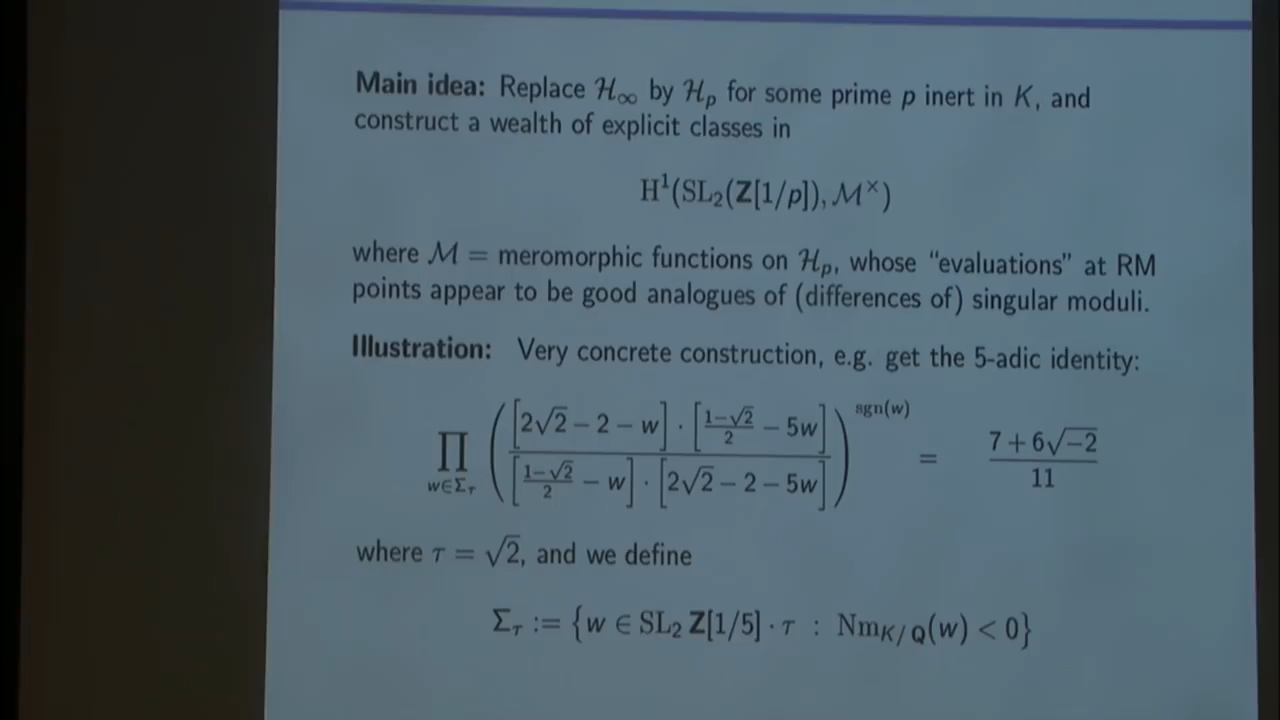 Main idea: Replace ℋ∞ by ℋp for some prime p inert in K, and
construct a wealth of explicit classes in
H¹(SL₂(Z[1/p]), ℳ×)
where ℳ = meromorphic functions on ℋp, whose “evaluations” at RM
points appear to be good analogues of (differences of) singular moduli.
Illustration: Very concrete construction, e.g. get the 5-adic identity:
∏_{w∈Στ} ( [2√2 − 2 − w] · [(1−√2)/2 − 5w] / [(1−√2)/2 − w] · [2√2 − 2 − 5w] )^{sgn(w)} = (7 + 6√−2)/11
where τ = √2, and we define
Στ := {w ∈ SL₂ Z[1/5] · τ : Nm_{K/Q}(w) < 0}